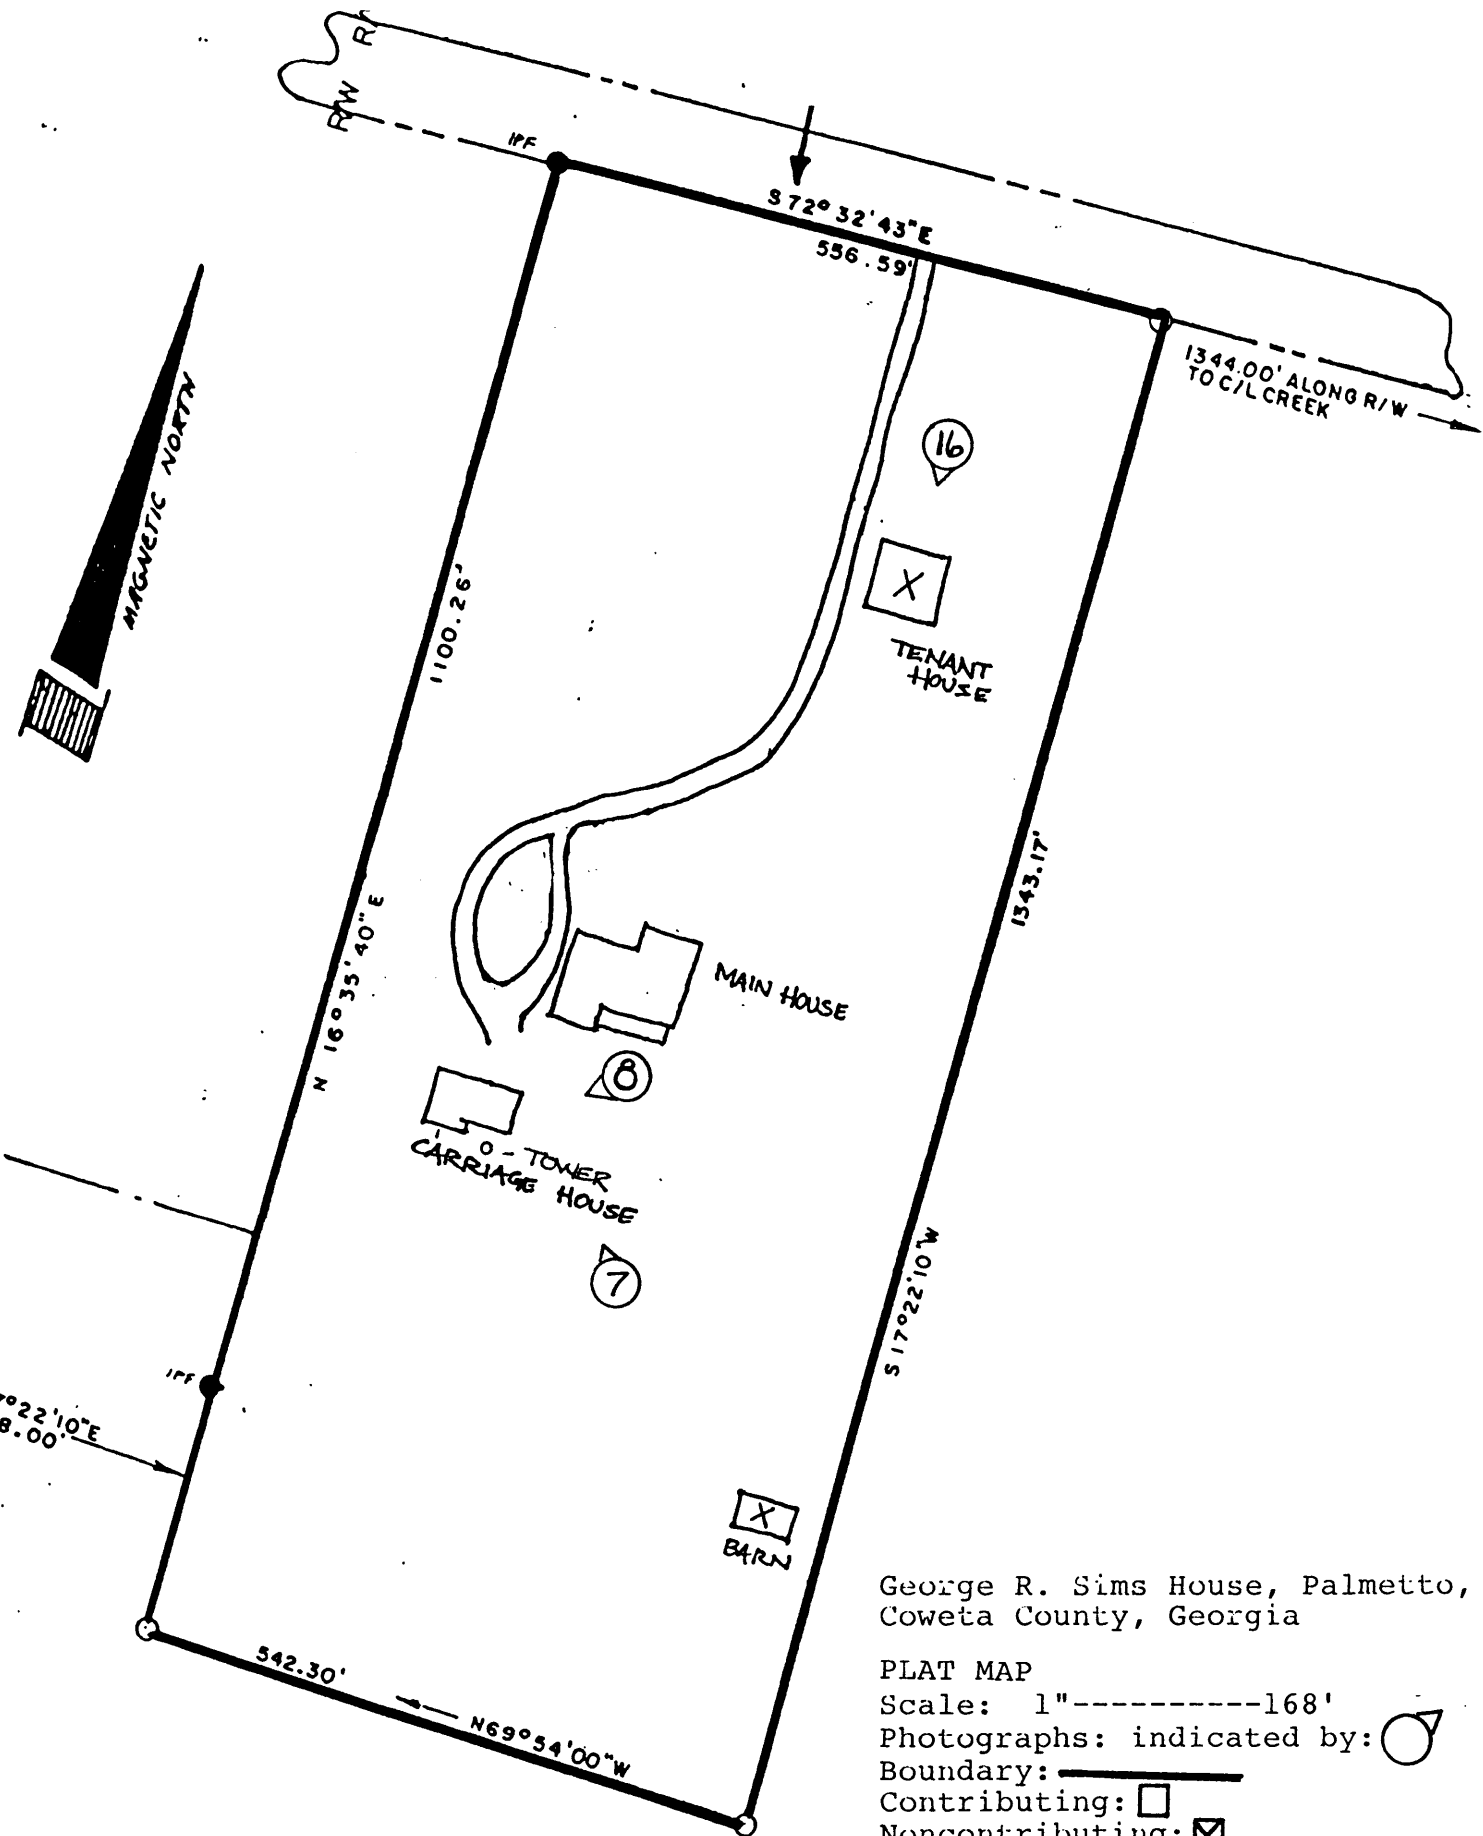 R/W
IPF
S 72° 32' 43" E
556.59'
1344.00' ALONG R/W
TO C/L CREEK
MAGNETIC NORTH
16
X
TENANT
HOUSE
1100.26'
1343.17'
N 16° 35' 40" E
MAIN HOUSE
8
O - TOWER
CARRIAGE HOUSE
7
S 17° 22' 10" W
IPF
°22'10"E
8.00'
X
BARN
542.30'
N 69° 54' 00" W
George R. Sims House, Palmetto,
Coweta County, Georgia
PLAT MAP
Scale: 1"----------168'
Photographs: indicated by:
Boundary:
Contributing:
Noncontributing: